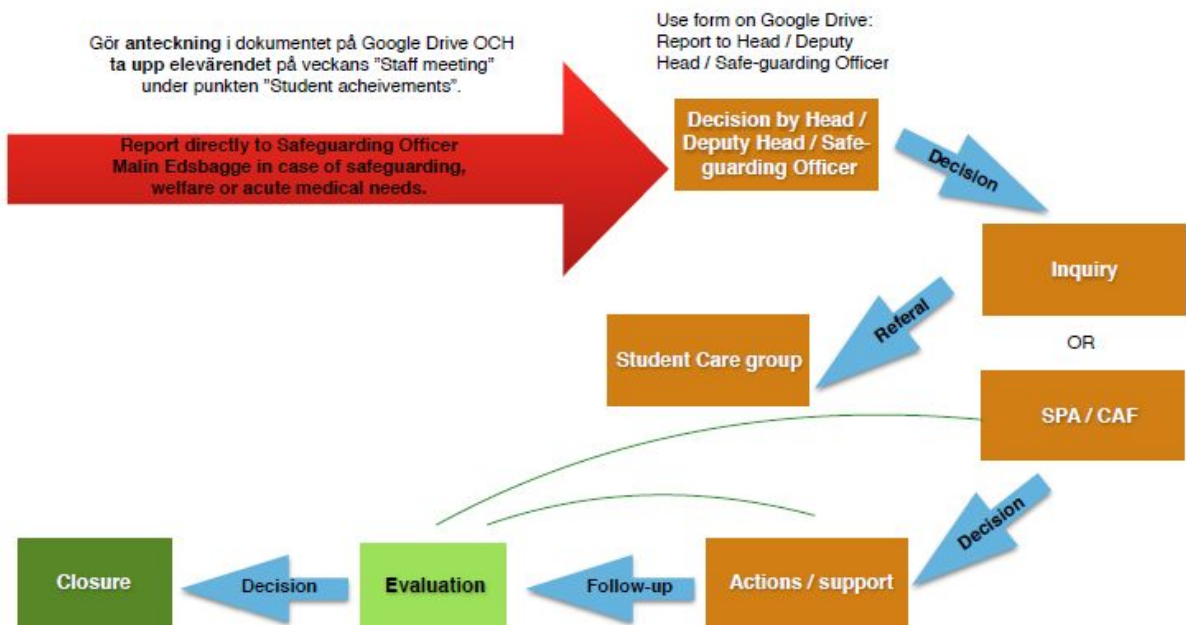 Gör anteckning i dokumentet på Google Drive OCH
ta upp elevärendet på veckans "Staff meeting"
under punkten "Student acheivements".
Use form on Google Drive:
Report to Head / Deputy
Head / Safe-guarding Officer
Report directly to Safeguarding Officer
Malin Edsbagge in case of safeguarding,
welfare or acute medical needs.
Decision by Head /
Deputy Head / Safe-
guarding Officer
Decision
Inquiry
OR
SPA / CAF
Referal
Student Care group
Decision
Actions / support
Follow-up
Evaluation
Decision
Closure